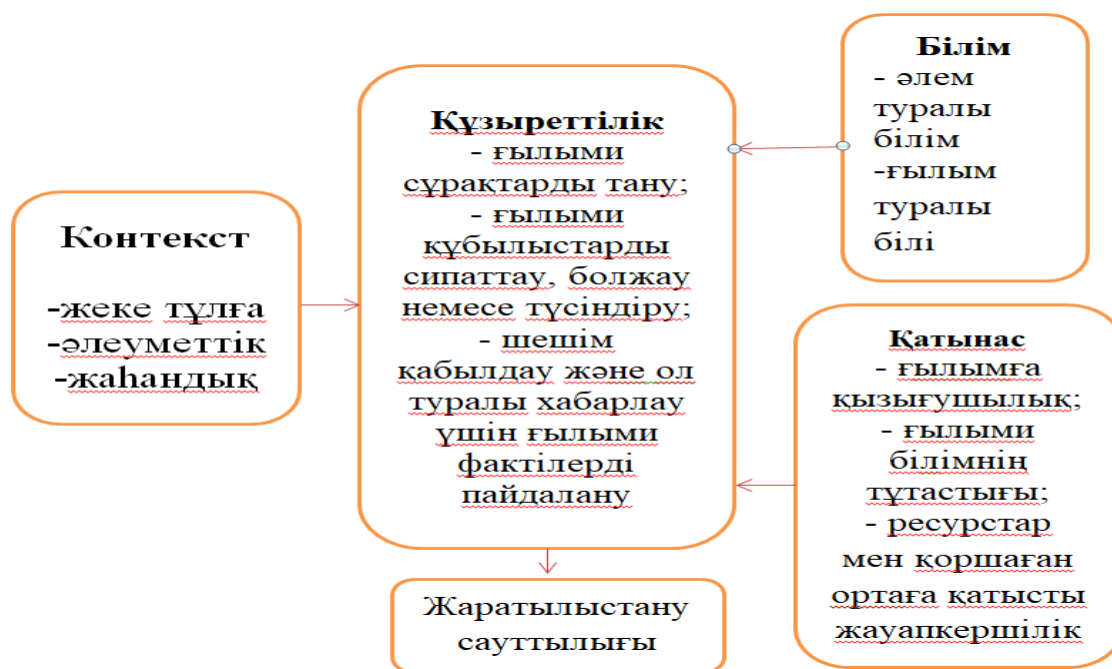 Контекст
-жеке тұлға
-әлеуметтік
-жаһандық
Құзыреттілік
- ғылыми
сұрақтарды тану;
- ғылыми
құбылыстарды
сипаттау, болжау
немесе түсіндіру;
- шешім
қабылдау және ол
туралы хабарлау
үшін ғылыми
фактілерді
пайдалану
Білім
- әлем
туралы
білім
-ғылым
туралы
білі
Қатынас
- ғылымға
қызығушылық;
- ғылыми
білімнің
тұтастығы;
- ресурстар
мен қоршаған
ортаға қатысты
жауапкершілік
Жаратылыстану
сауттылығы